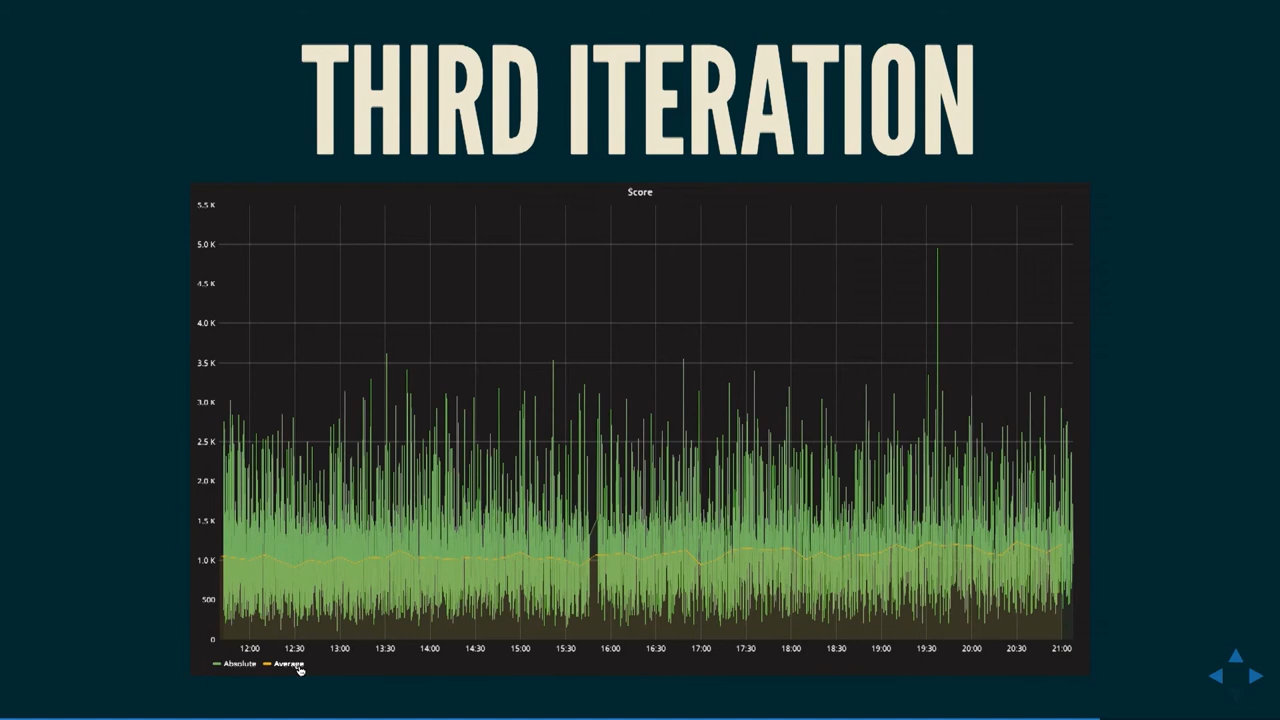 THIRD ITERATION
Score
5.5 K
5.0 K
4.5 K
4.0 K
3.5 K
3.0 K
2.5 K
2.0 K
1.5 K
1.0 K
500
0
12:00 12:30 13:00 13:30 14:00 14:30 15:00 15:30 16:00 16:30 17:00 17:30 18:00 18:30 19:00 19:30 20:00 20:30 21:00
Absolute Average